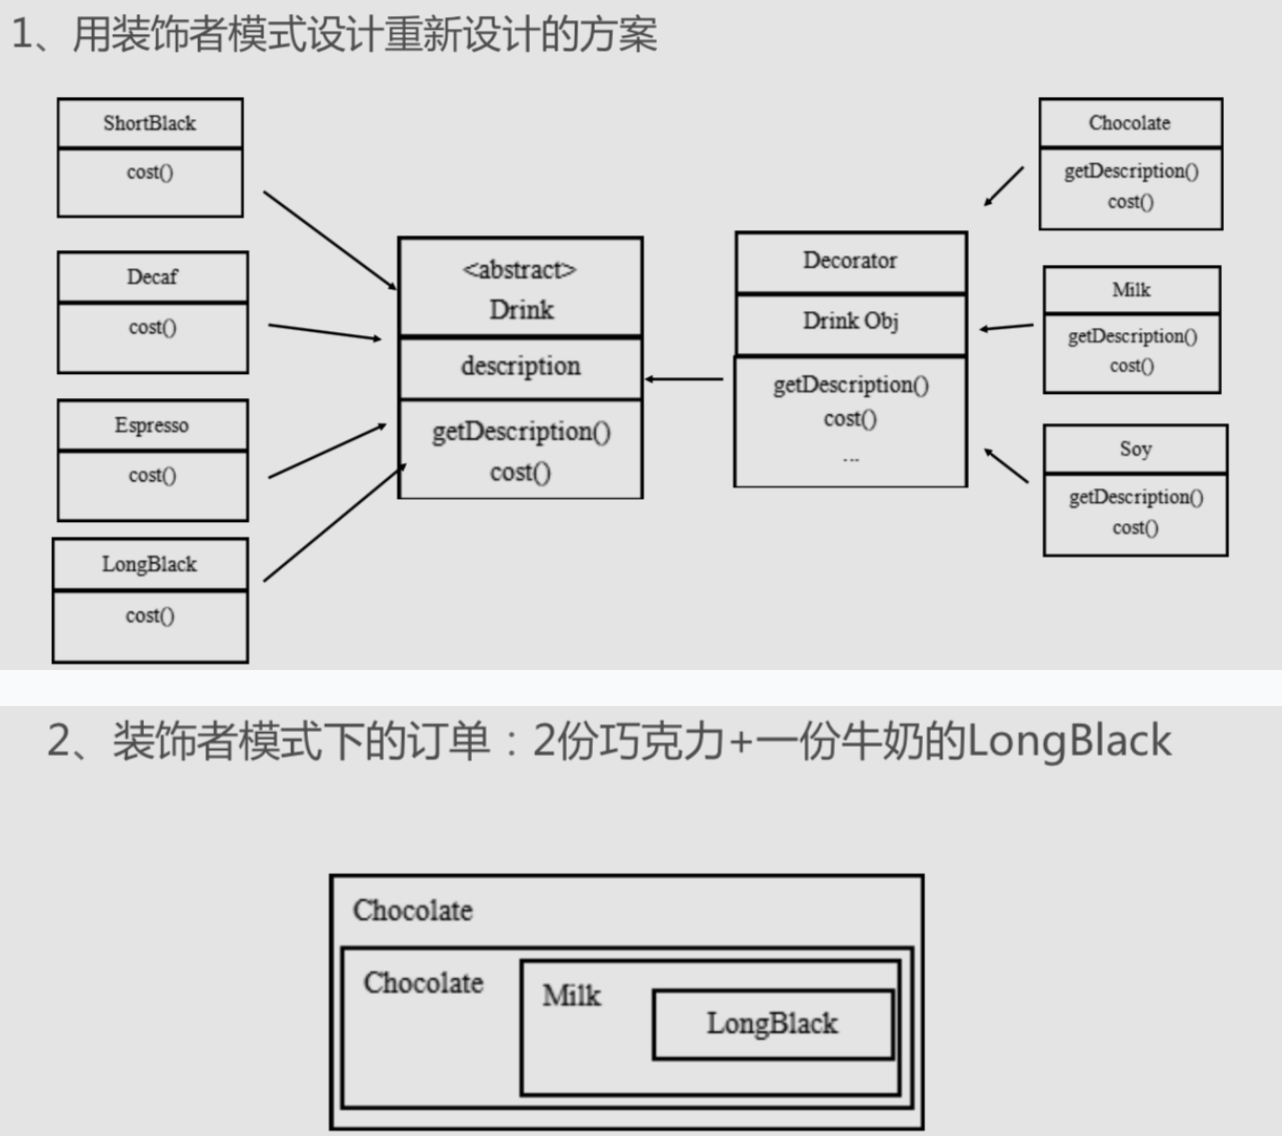 1、用装饰者模式设计重新设计的方案
ShortBlack
cost()
Decaf
cost()
Espresso
cost()
LongBlack
cost()
<abstract>
Drink
description
getDescription()
cost()
Decorator
Drink Obj
getDescription()
cost()
...
Chocolate
getDescription()
cost()
Milk
getDescription()
cost()
Soy
getDescription()
cost()
2、装饰者模式下的订单：2份巧克力+一份牛奶的LongBlack
Chocolate
Chocolate
Milk
LongBlack